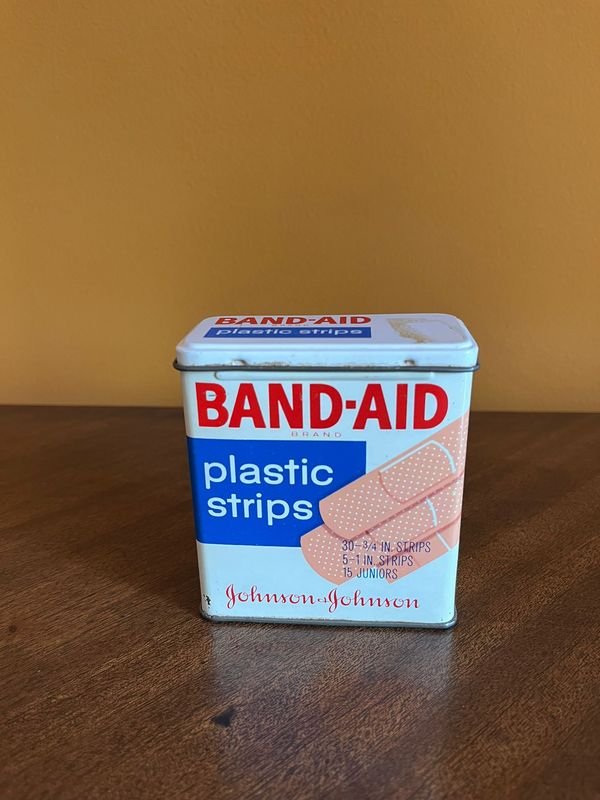 BAND-AID
plastic strips
BAND-AID
BRAND
plastic
strips
30-3/4 IN. STRIPS
5-1 IN. STRIPS
15 JUNIORS
Johnson & Johnson